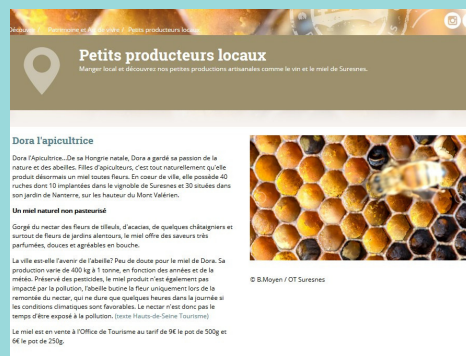 Découvrir / Patrimoine et Art de vivre / Petits producteurs locaux
Petits producteurs locaux
Manger local et découvrez nos petites productions artisanales comme le vin et le miel de Suresnes.
Dora l'apicultrice
Dora l'Apicultrice...De sa Hongrie natale, Dora a gardé sa passion de la
nature et des abeilles. Filles d'apiculteurs, c'est tout naturellement qu'elle
produit désormais un miel toutes fleurs. En coeur de ville, elle possède 40
ruches dont 10 implantées dans le vignoble de Suresnes et 30 situées dans
son jardin de Nanterre, sur les hauteur du Mont Valérien.
Un miel naturel non pasteurisé
Gorgé du nectar des fleurs de tilleuls, d'acacias, de quelques châtaigniers et
surtout de fleurs de jardins alentours, le miel offre des saveurs très
parfumées, douces et agréables en bouche.
La ville est-elle l'avenir de l'abeille? Peu de doute pour le miel de Dora. Sa
production varie de 400 kg à 1 tonne, en fonction des années et de la
météo. Préservé des pesticides, le miel produit n'est également pas
impacté par la pollution, l'abeille butine la fleur uniquement lors de la
remontée du nectar, qui ne dure que quelques heures dans la journée si
les conditions climatiques sont favorables. Le nectar n'est donc pas le
temps d'être exposé à la pollution. (texte Hauts-de-Seine Tourisme)
Le miel est en vente à l'Office de Tourisme au tarif de 9€ le pot de 500g et
6€ le pot de 250g.
© B.Moyen / OT Suresnes